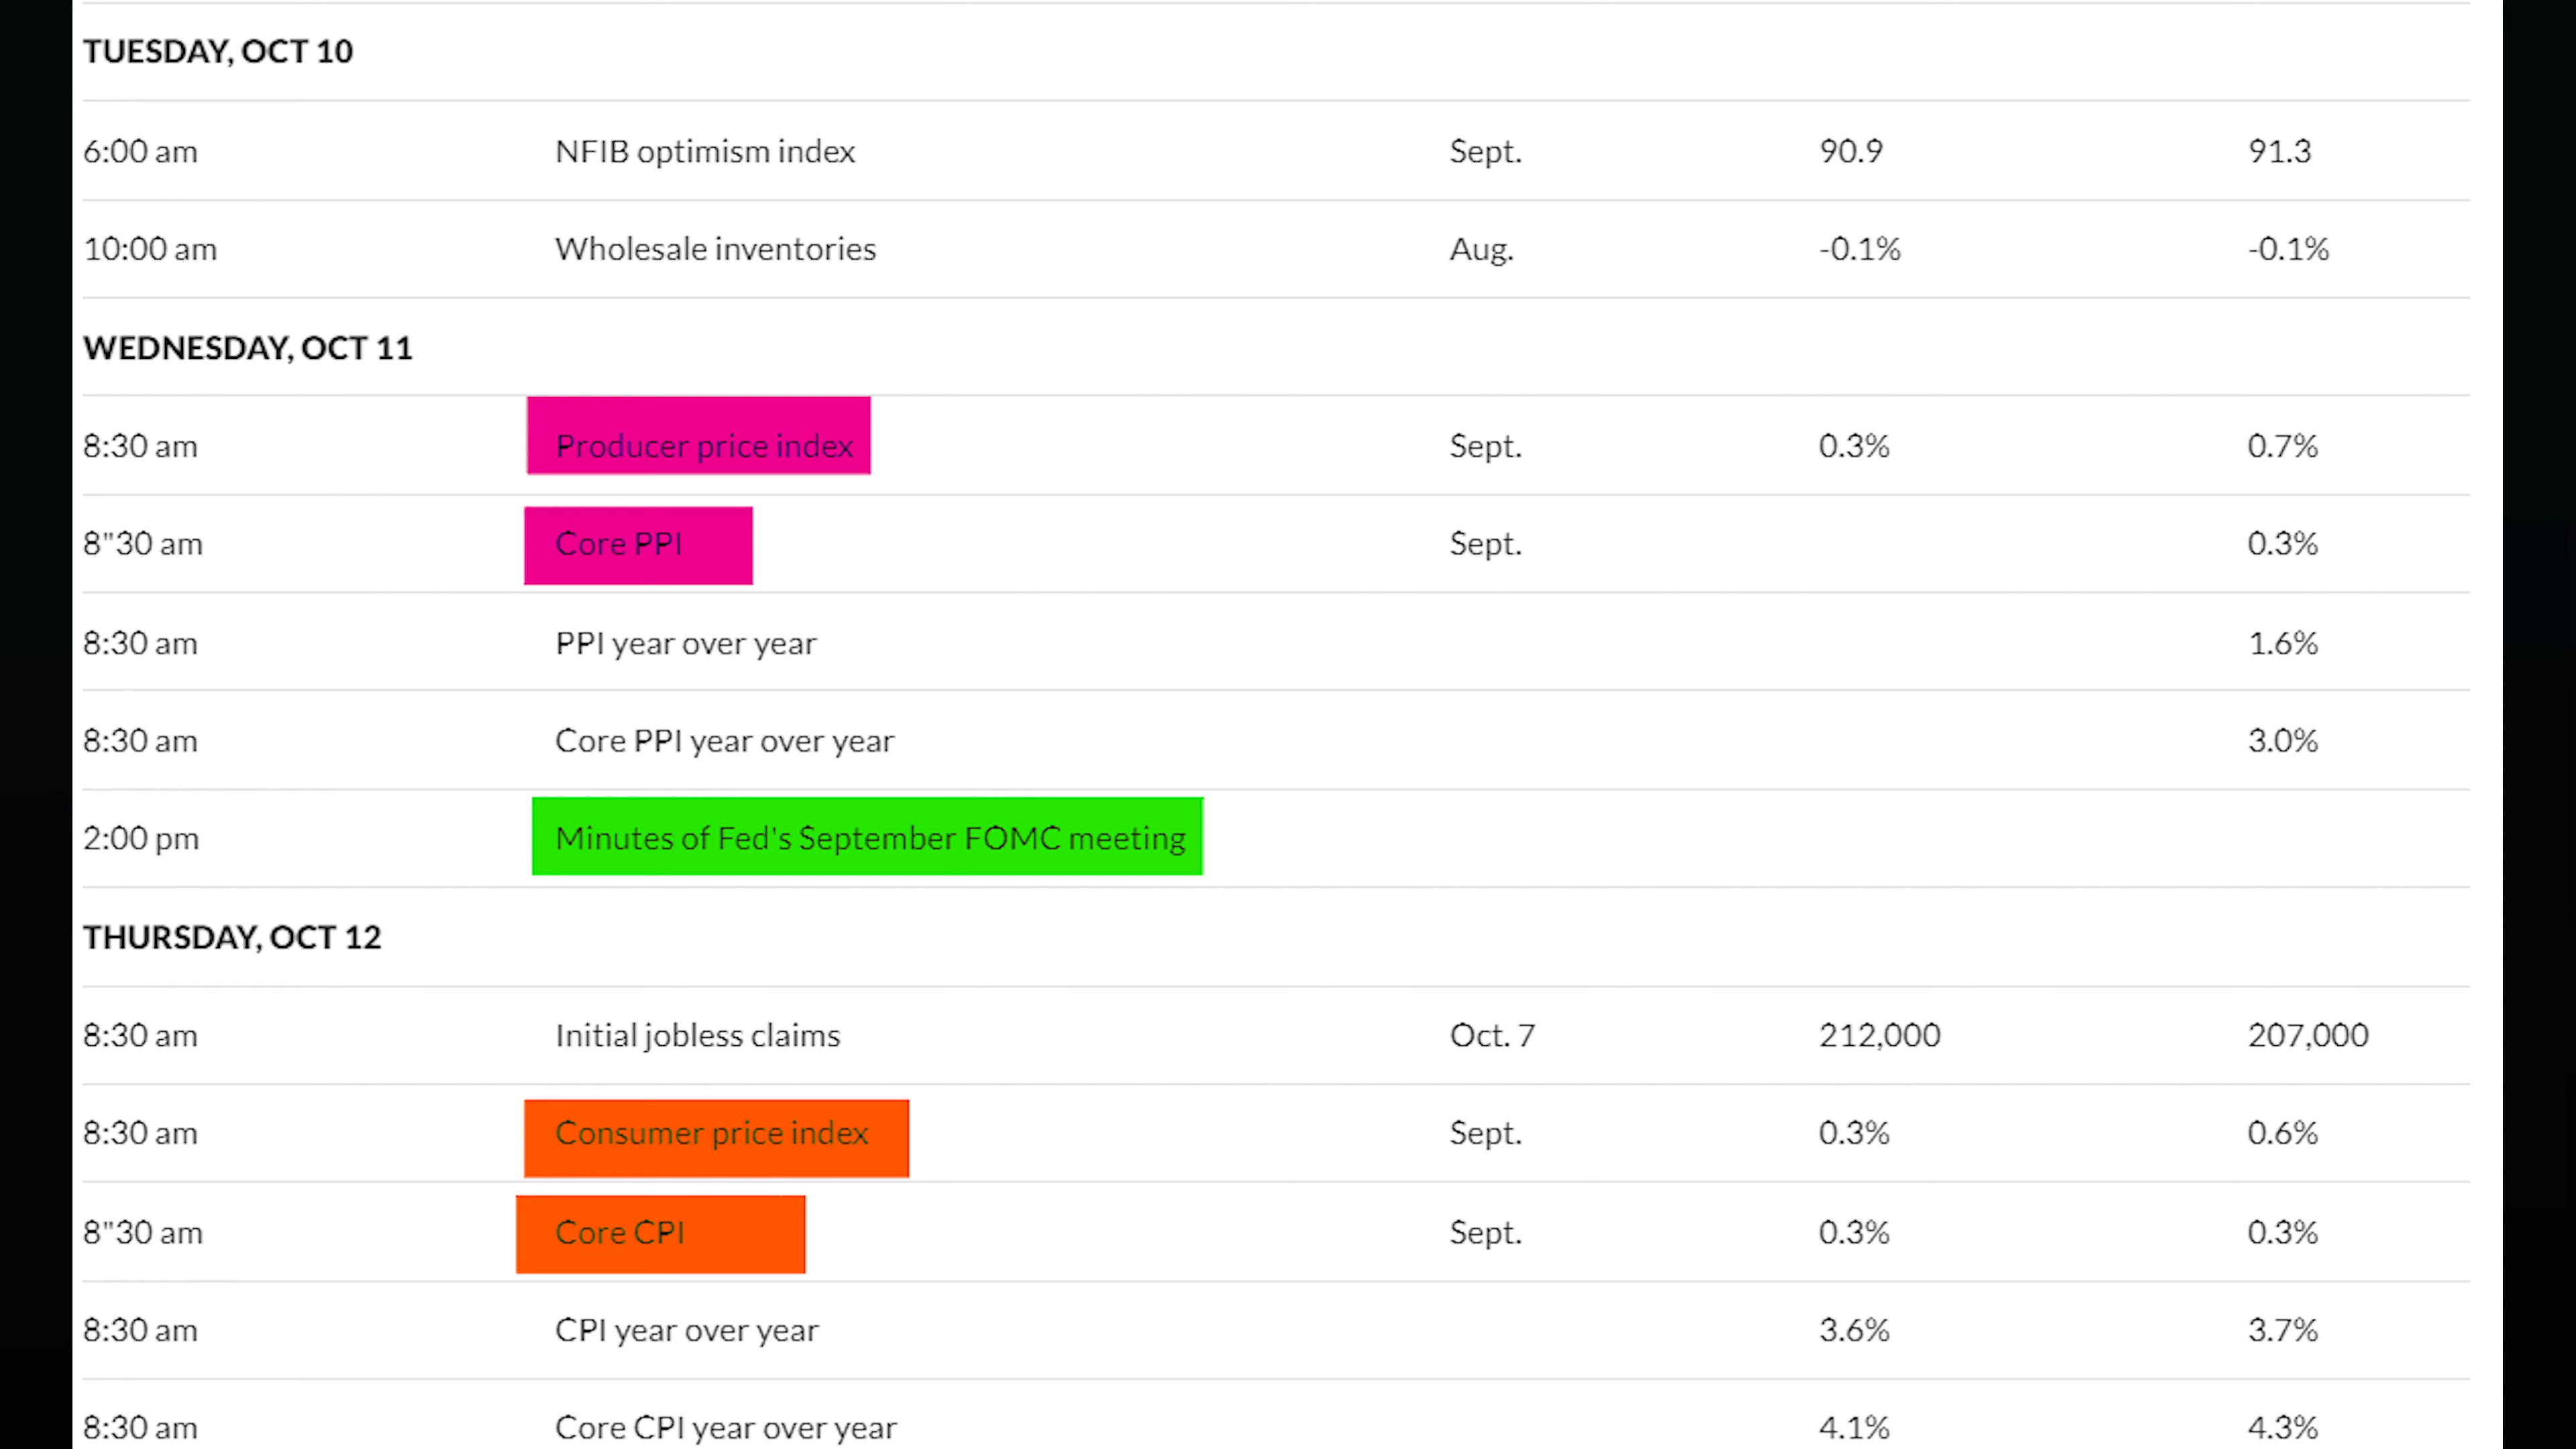 TUESDAY, OCT 10
6:00 am NFIB optimism index Sept. 90.9 91.3
10:00 am Wholesale inventories Aug. -0.1% -0.1%
WEDNESDAY, OCT 11
8:30 am Producer price index Sept. 0.3% 0.7%
8"30 am Core PPI Sept. 0.3%
8:30 am PPI year over year 1.6%
8:30 am Core PPI year over year 3.0%
2:00 pm Minutes of Fed's September FOMC meeting
THURSDAY, OCT 12
8:30 am Initial jobless claims Oct. 7 212,000 207,000
8:30 am Consumer price index Sept. 0.3% 0.6%
8"30 am Core CPI Sept. 0.3% 0.3%
8:30 am CPI year over year 3.6% 3.7%
8:30 am Core CPI year over year 4.1% 4.3%